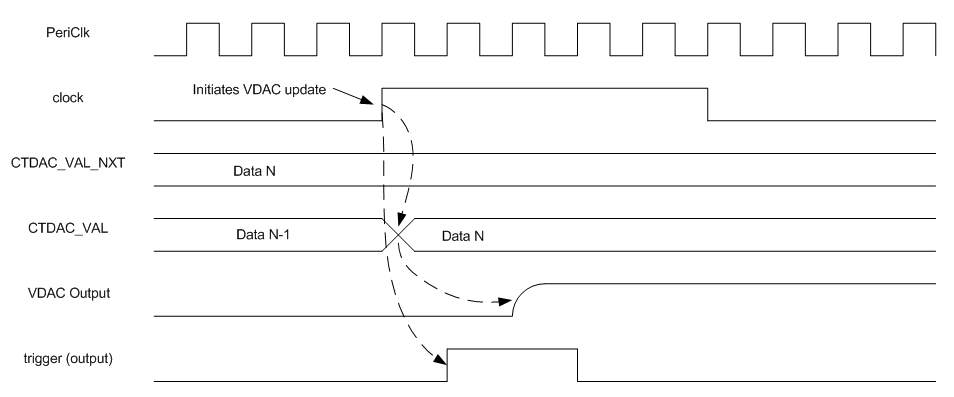 PeriClk
clock
Initiates VDAC update
CTDAC_VAL_NXT
Data N
CTDAC_VAL
Data N-1
Data N
VDAC Output
trigger (output)